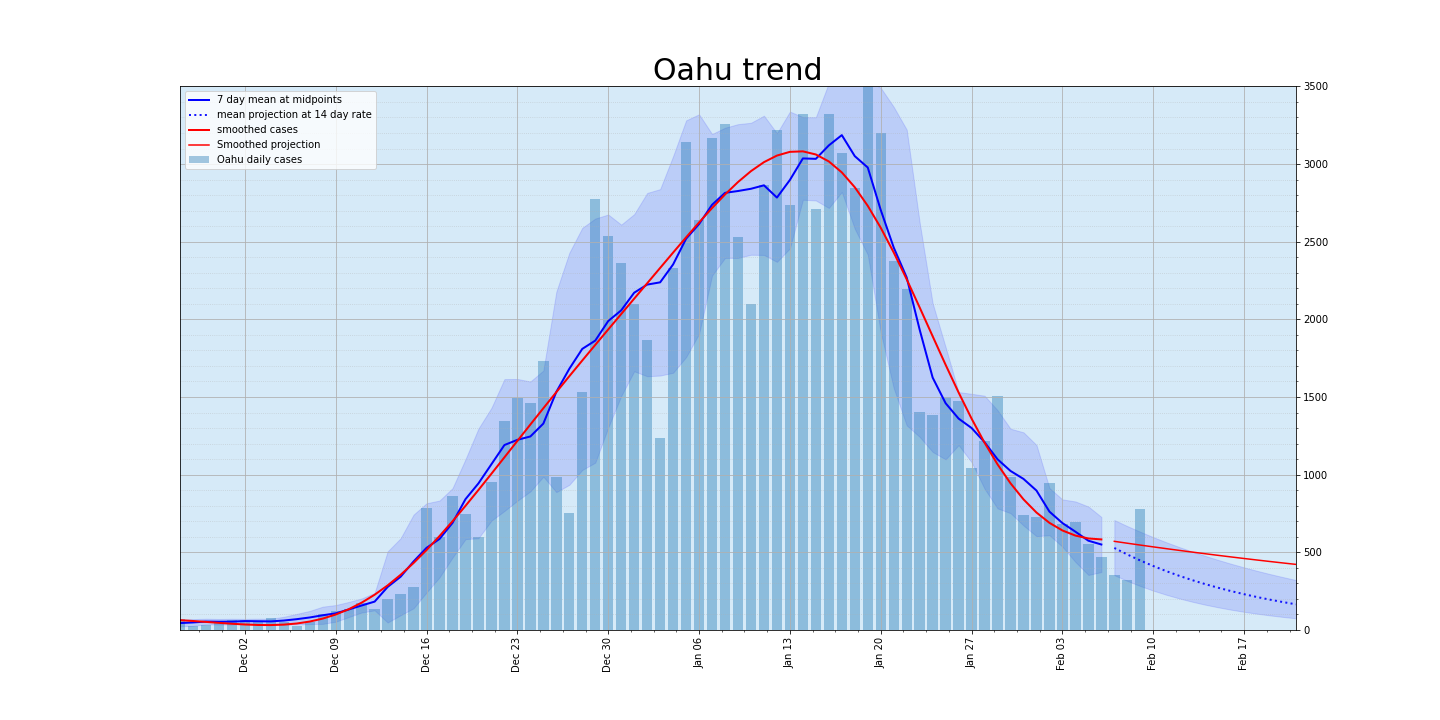 Oahu trend
7 day mean at midpoints
mean projection at 14 day rate
smoothed cases
Smoothed projection
Oahu daily cases
3500
3000
2500
2000
1500
1000
500
0
Dec 02
Dec 09
Dec 16
Dec 23
Dec 30
Jan 06
Jan 13
Jan 20
Jan 27
Feb 03
Feb 10
Feb 17